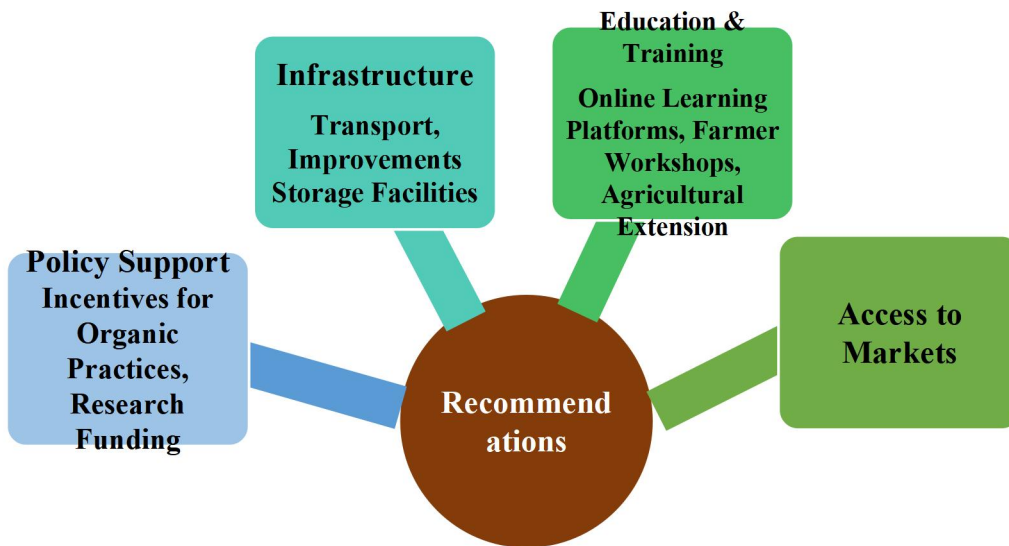 Policy Support
Incentives for
Organic
Practices,
Research
Funding
Infrastructure
Transport,
Improvements
Storage Facilities
Education &
Training
Online Learning
Platforms, Farmer
Workshops,
Agricultural
Extension
Access to
Markets
Recommend
ations